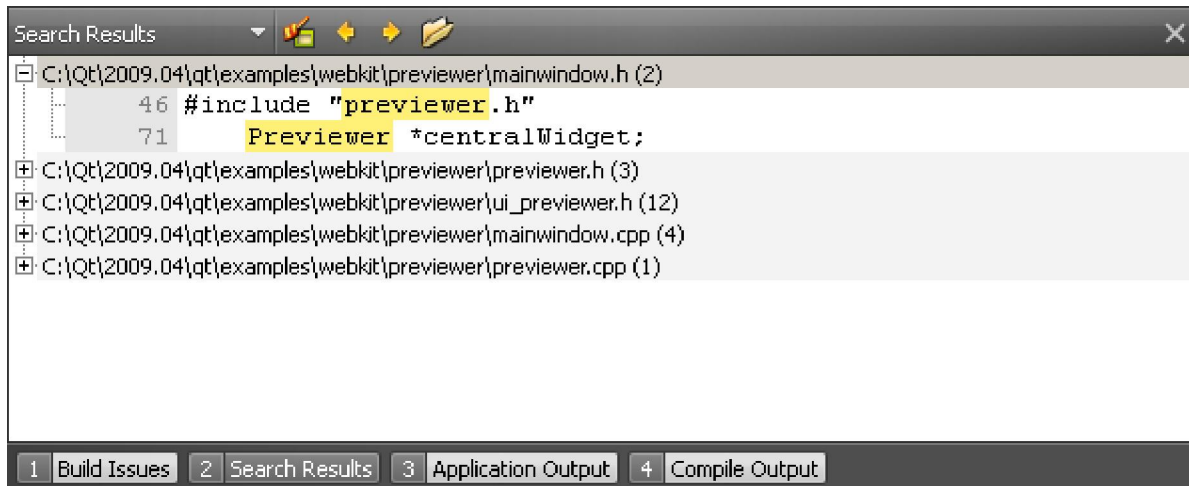 Search Results
C:\Qt\2009.04\qt\examples\webkit\previewer\mainwindow.h (2)
46 #include "previewer.h"
71 Previewer *centralWidget;
C:\Qt\2009.04\qt\examples\webkit\previewer\previewer.h (3)
C:\Qt\2009.04\qt\examples\webkit\previewer\ui_previewer.h (12)
C:\Qt\2009.04\qt\examples\webkit\previewer\mainwindow.cpp (4)
C:\Qt\2009.04\qt\examples\webkit\previewer\previewer.cpp (1)
1 Build Issues 2 Search Results 3 Application Output 4 Compile Output